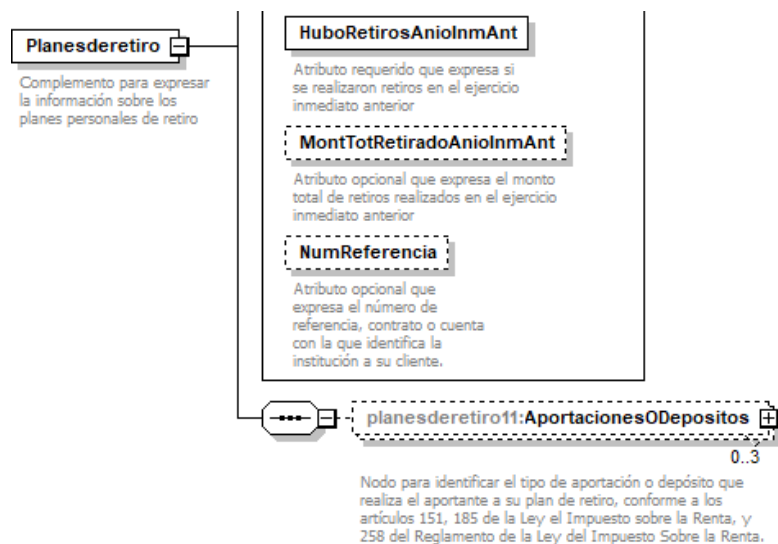 Planesderetiro
Complemento para expresar
la información sobre los
planes personales de retiro
HuboRetirosAnioInmAnt
Atributo requerido que expresa si
se realizaron retiros en el ejercicio
inmediato anterior
MontTotRetiradoAnioInmAnt
Atributo opcional que expresa el monto
total de retiros realizados en el ejercicio
inmediato anterior
NumReferencia
Atributo opcional que
expresa el número de
referencia, contrato o cuenta
con la que identifica la
institución a su cliente.
planesderetiro11:AportacionesODepositos
0..3
Nodo para identificar el tipo de aportación o depósito que
realiza el aportante a su plan de retiro, conforme a los
artículos 151, 185 de la Ley el Impuesto sobre la Renta, y
258 del Reglamento de la Ley del Impuesto Sobre la Renta.